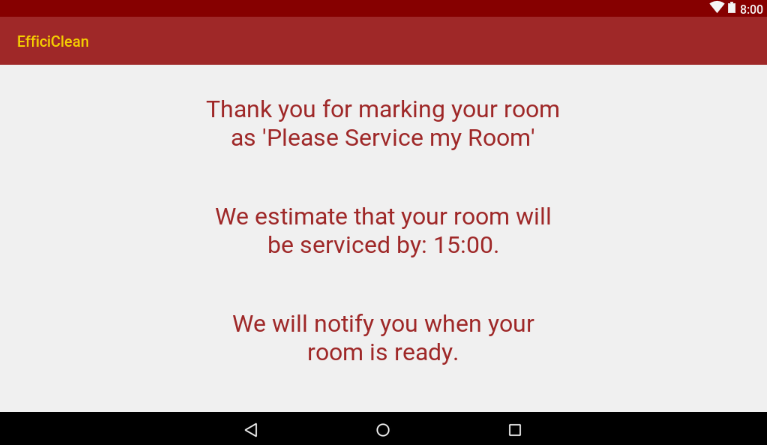 8:00
EfficiClean
Thank you for marking your room
as 'Please Service my Room'
We estimate that your room will
be serviced by: 15:00.
We will notify you when your
room is ready.